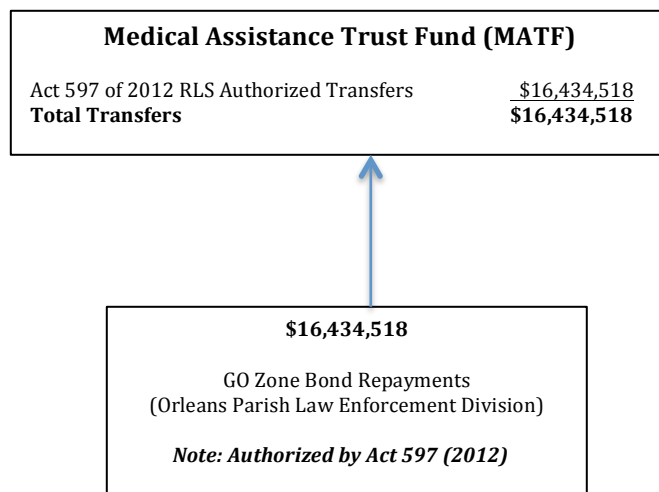 Medical Assistance Trust Fund (MATF)
Act 597 of 2012 RLS Authorized Transfers $16,434,518
Total Transfers $16,434,518
$16,434,518
GO Zone Bond Repayments
(Orleans Parish Law Enforcement Division)
Note: Authorized by Act 597 (2012)